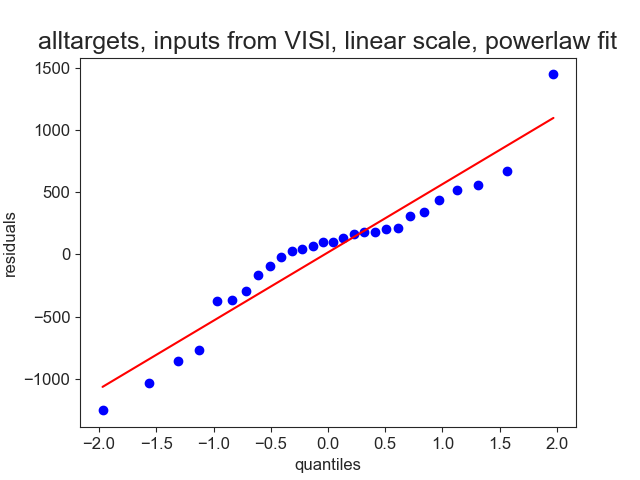 alltargets, inputs from VISI, linear scale, powerlaw fit
1500
1000
500
0
−500
−1000
residuals
−2.0 −1.5 −1.0 −0.5 0.0 0.5 1.0 1.5 2.0
quantiles